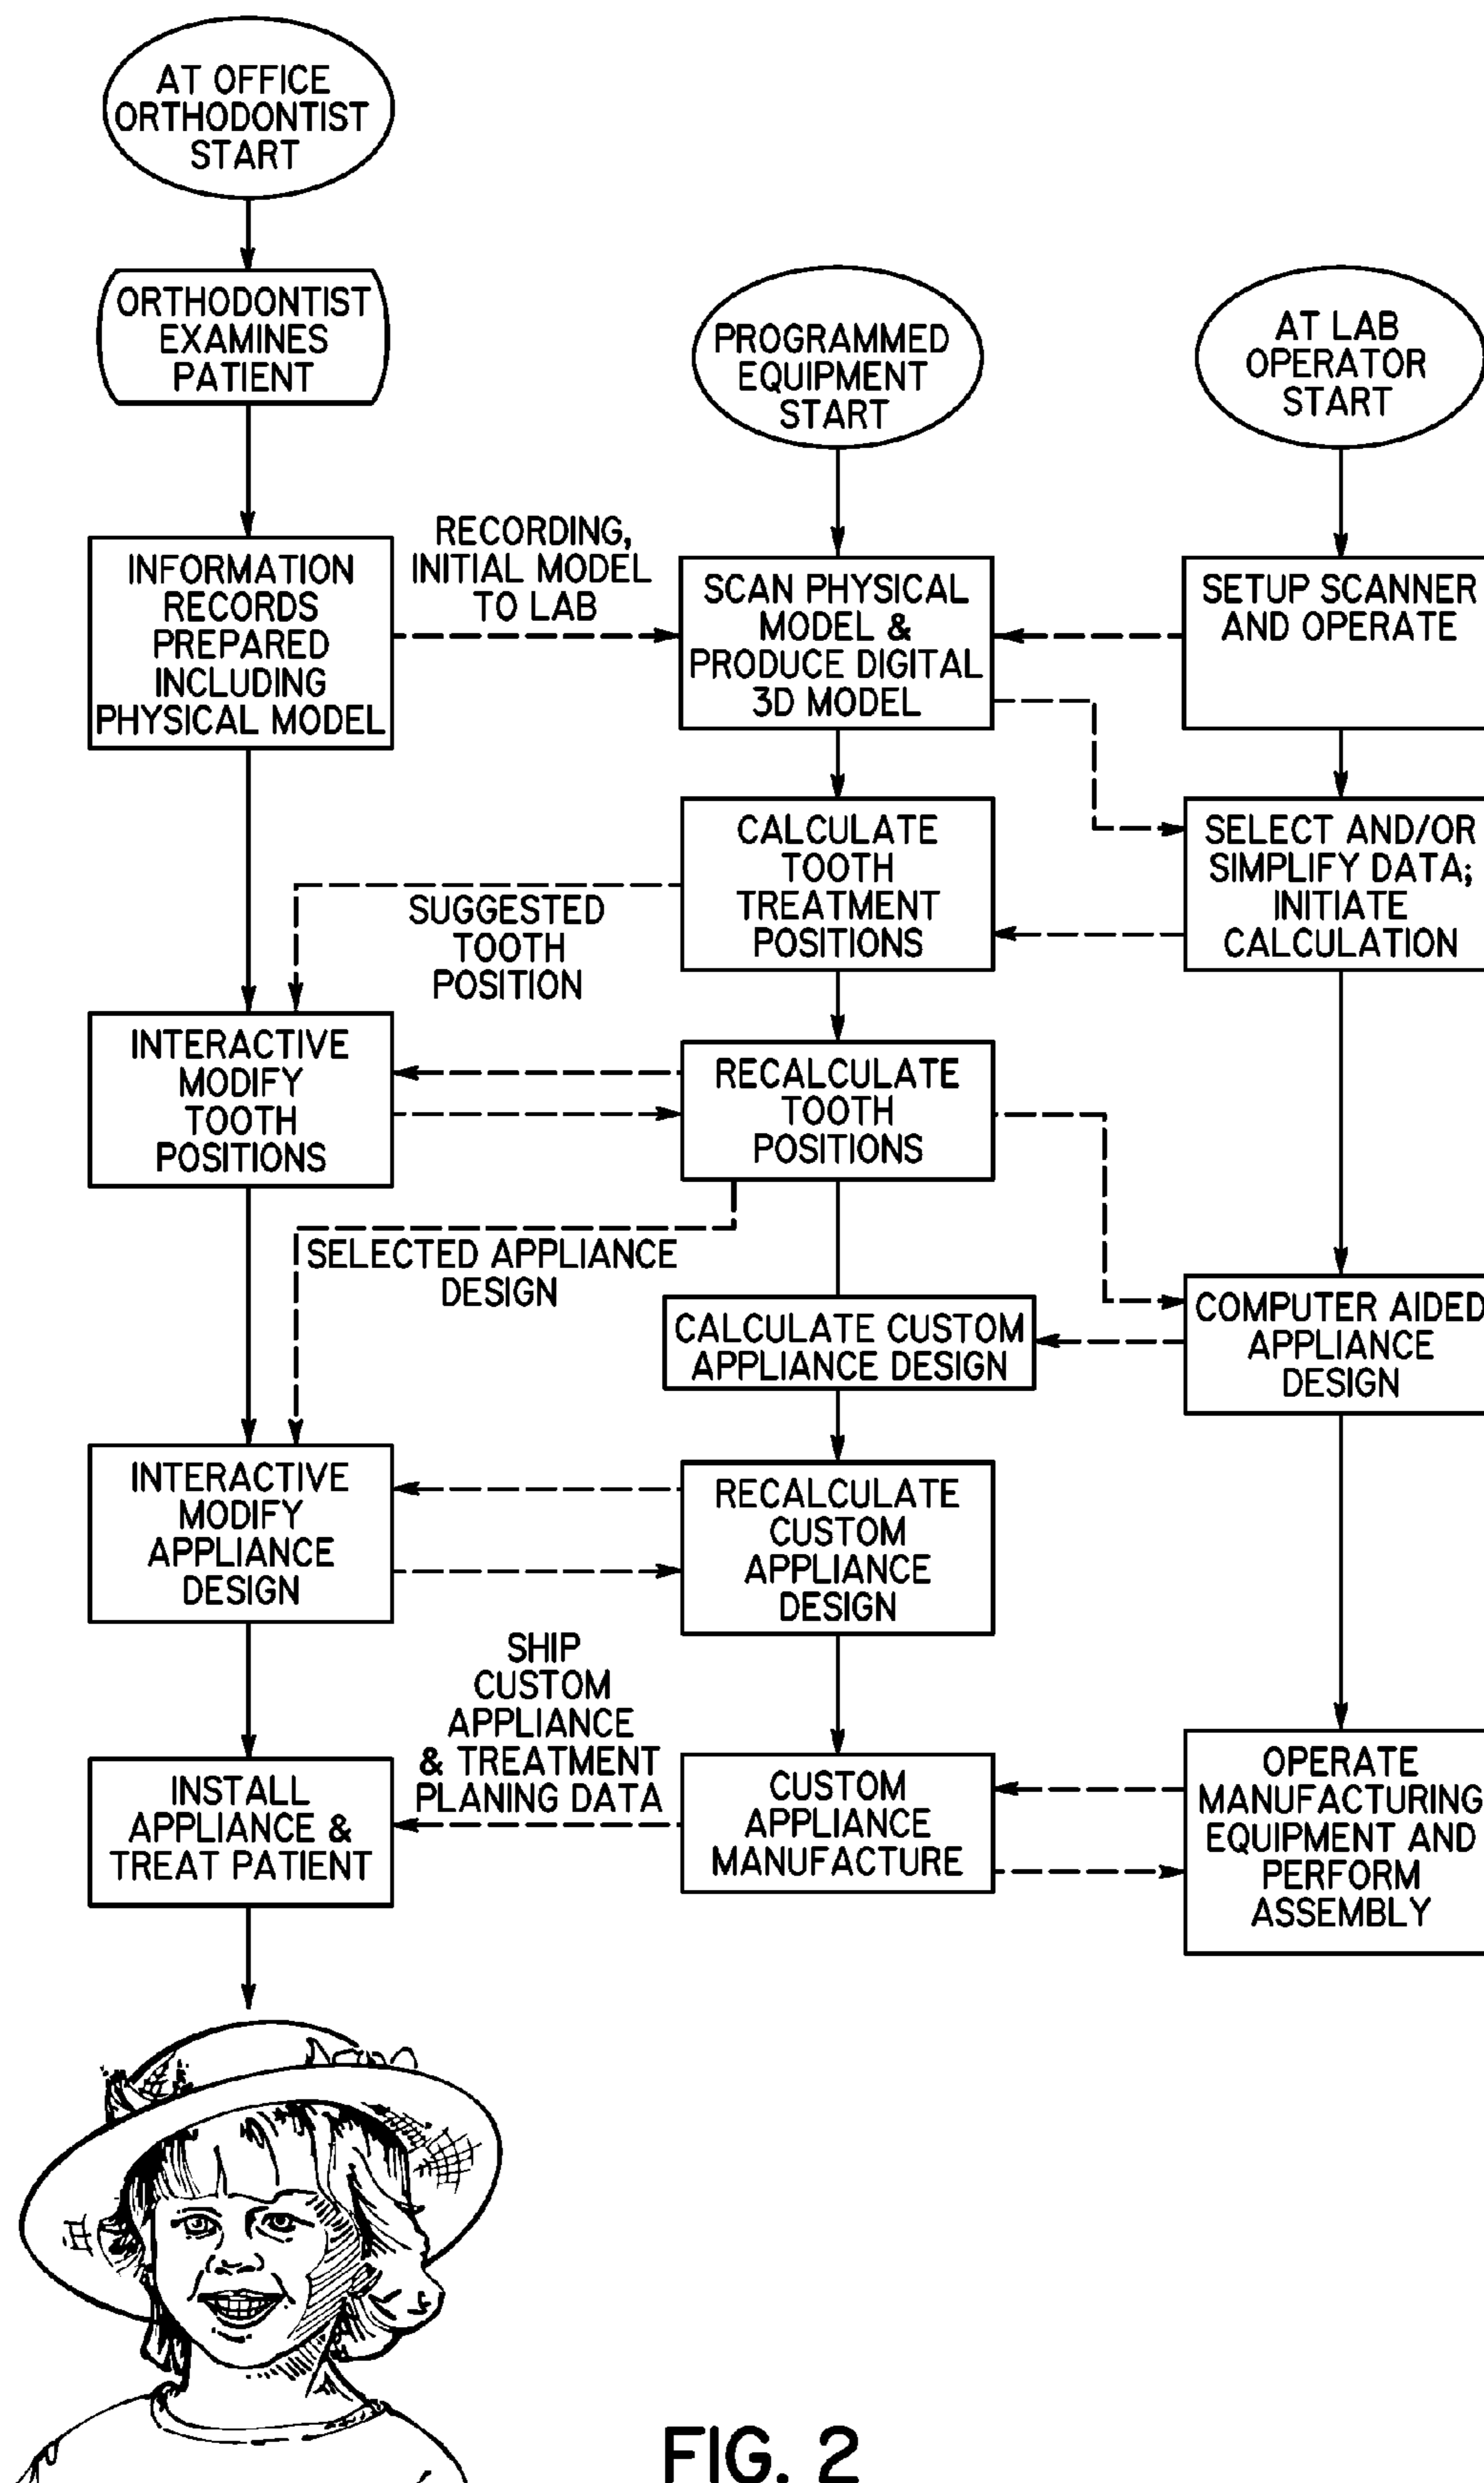 AT OFFICE
ORTHODONTIST
START
ORTHODONTIST
EXAMINES
PATIENT
PROGRAMMED
EQUIPMENT
START
AT LAB
OPERATOR
START
INFORMATION
RECORDS
PREPARED
INCLUDING
PHYSICAL MODEL
RECORDING,
INITIAL MODEL
TO LAB
SCAN PHYSICAL
MODEL &
PRODUCE DIGITAL
3D MODEL
SETUP SCANNER
AND OPERATE
CALCULATE
TOOTH
TREATMENT
POSITIONS
SELECT AND/OR
SIMPLIFY DATA;
INITIATE
CALCULATION
SUGGESTED
TOOTH
POSITION
INTERACTIVE
MODIFY
TOOTH
POSITIONS
RECALCULATE
TOOTH
POSITIONS
SELECTED APPLIANCE
DESIGN
CALCULATE CUSTOM
APPLIANCE DESIGN
COMPUTER AIDED
APPLIANCE
DESIGN
INTERACTIVE
MODIFY
APPLIANCE
DESIGN
RECALCULATE
CUSTOM
APPLIANCE
DESIGN
SHIP
CUSTOM
APPLIANCE
& TREATMENT
PLANING DATA
INSTALL
APPLIANCE &
TREAT PATIENT
CUSTOM
APPLIANCE
MANUFACTURE
OPERATE
MANUFACTURING
EQUIPMENT AND
PERFORM
ASSEMBLY
FIG. 2